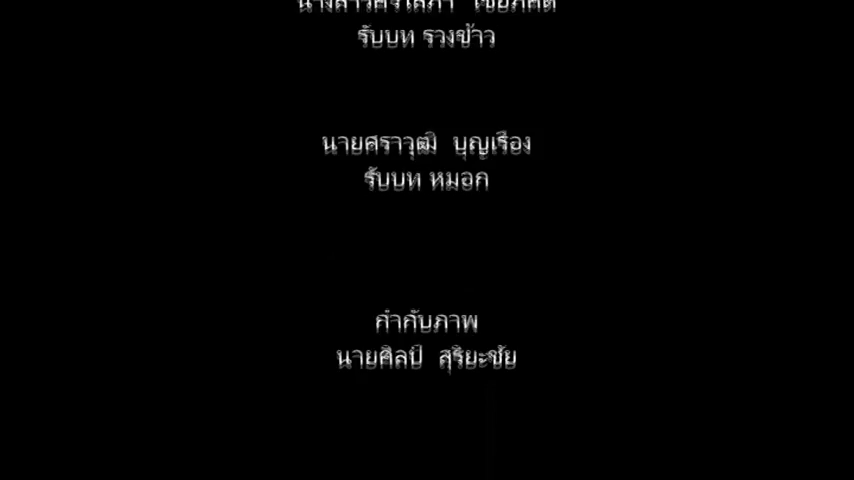 รับบท รวงข้าว
นายศราวุฒิ บุญเรือง
รับบท หมอก
กำกับภาพ
นายศิลป์ สุริยะชัย